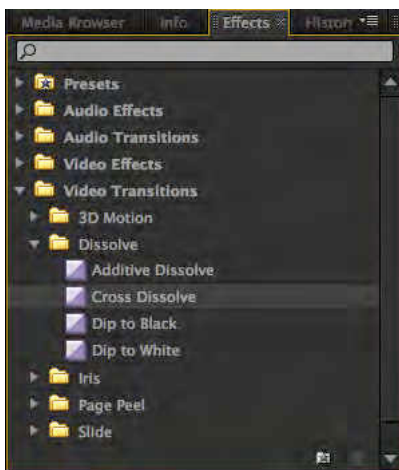 Media Browser Info Effects × Histor
Presets
Audio Effects
Audio Transitions
Video Effects
Video Transitions
3D Motion
Dissolve
Additive Dissolve
Cross Dissolve
Dip to Black
Dip to White
Iris
Page Peel
Slide